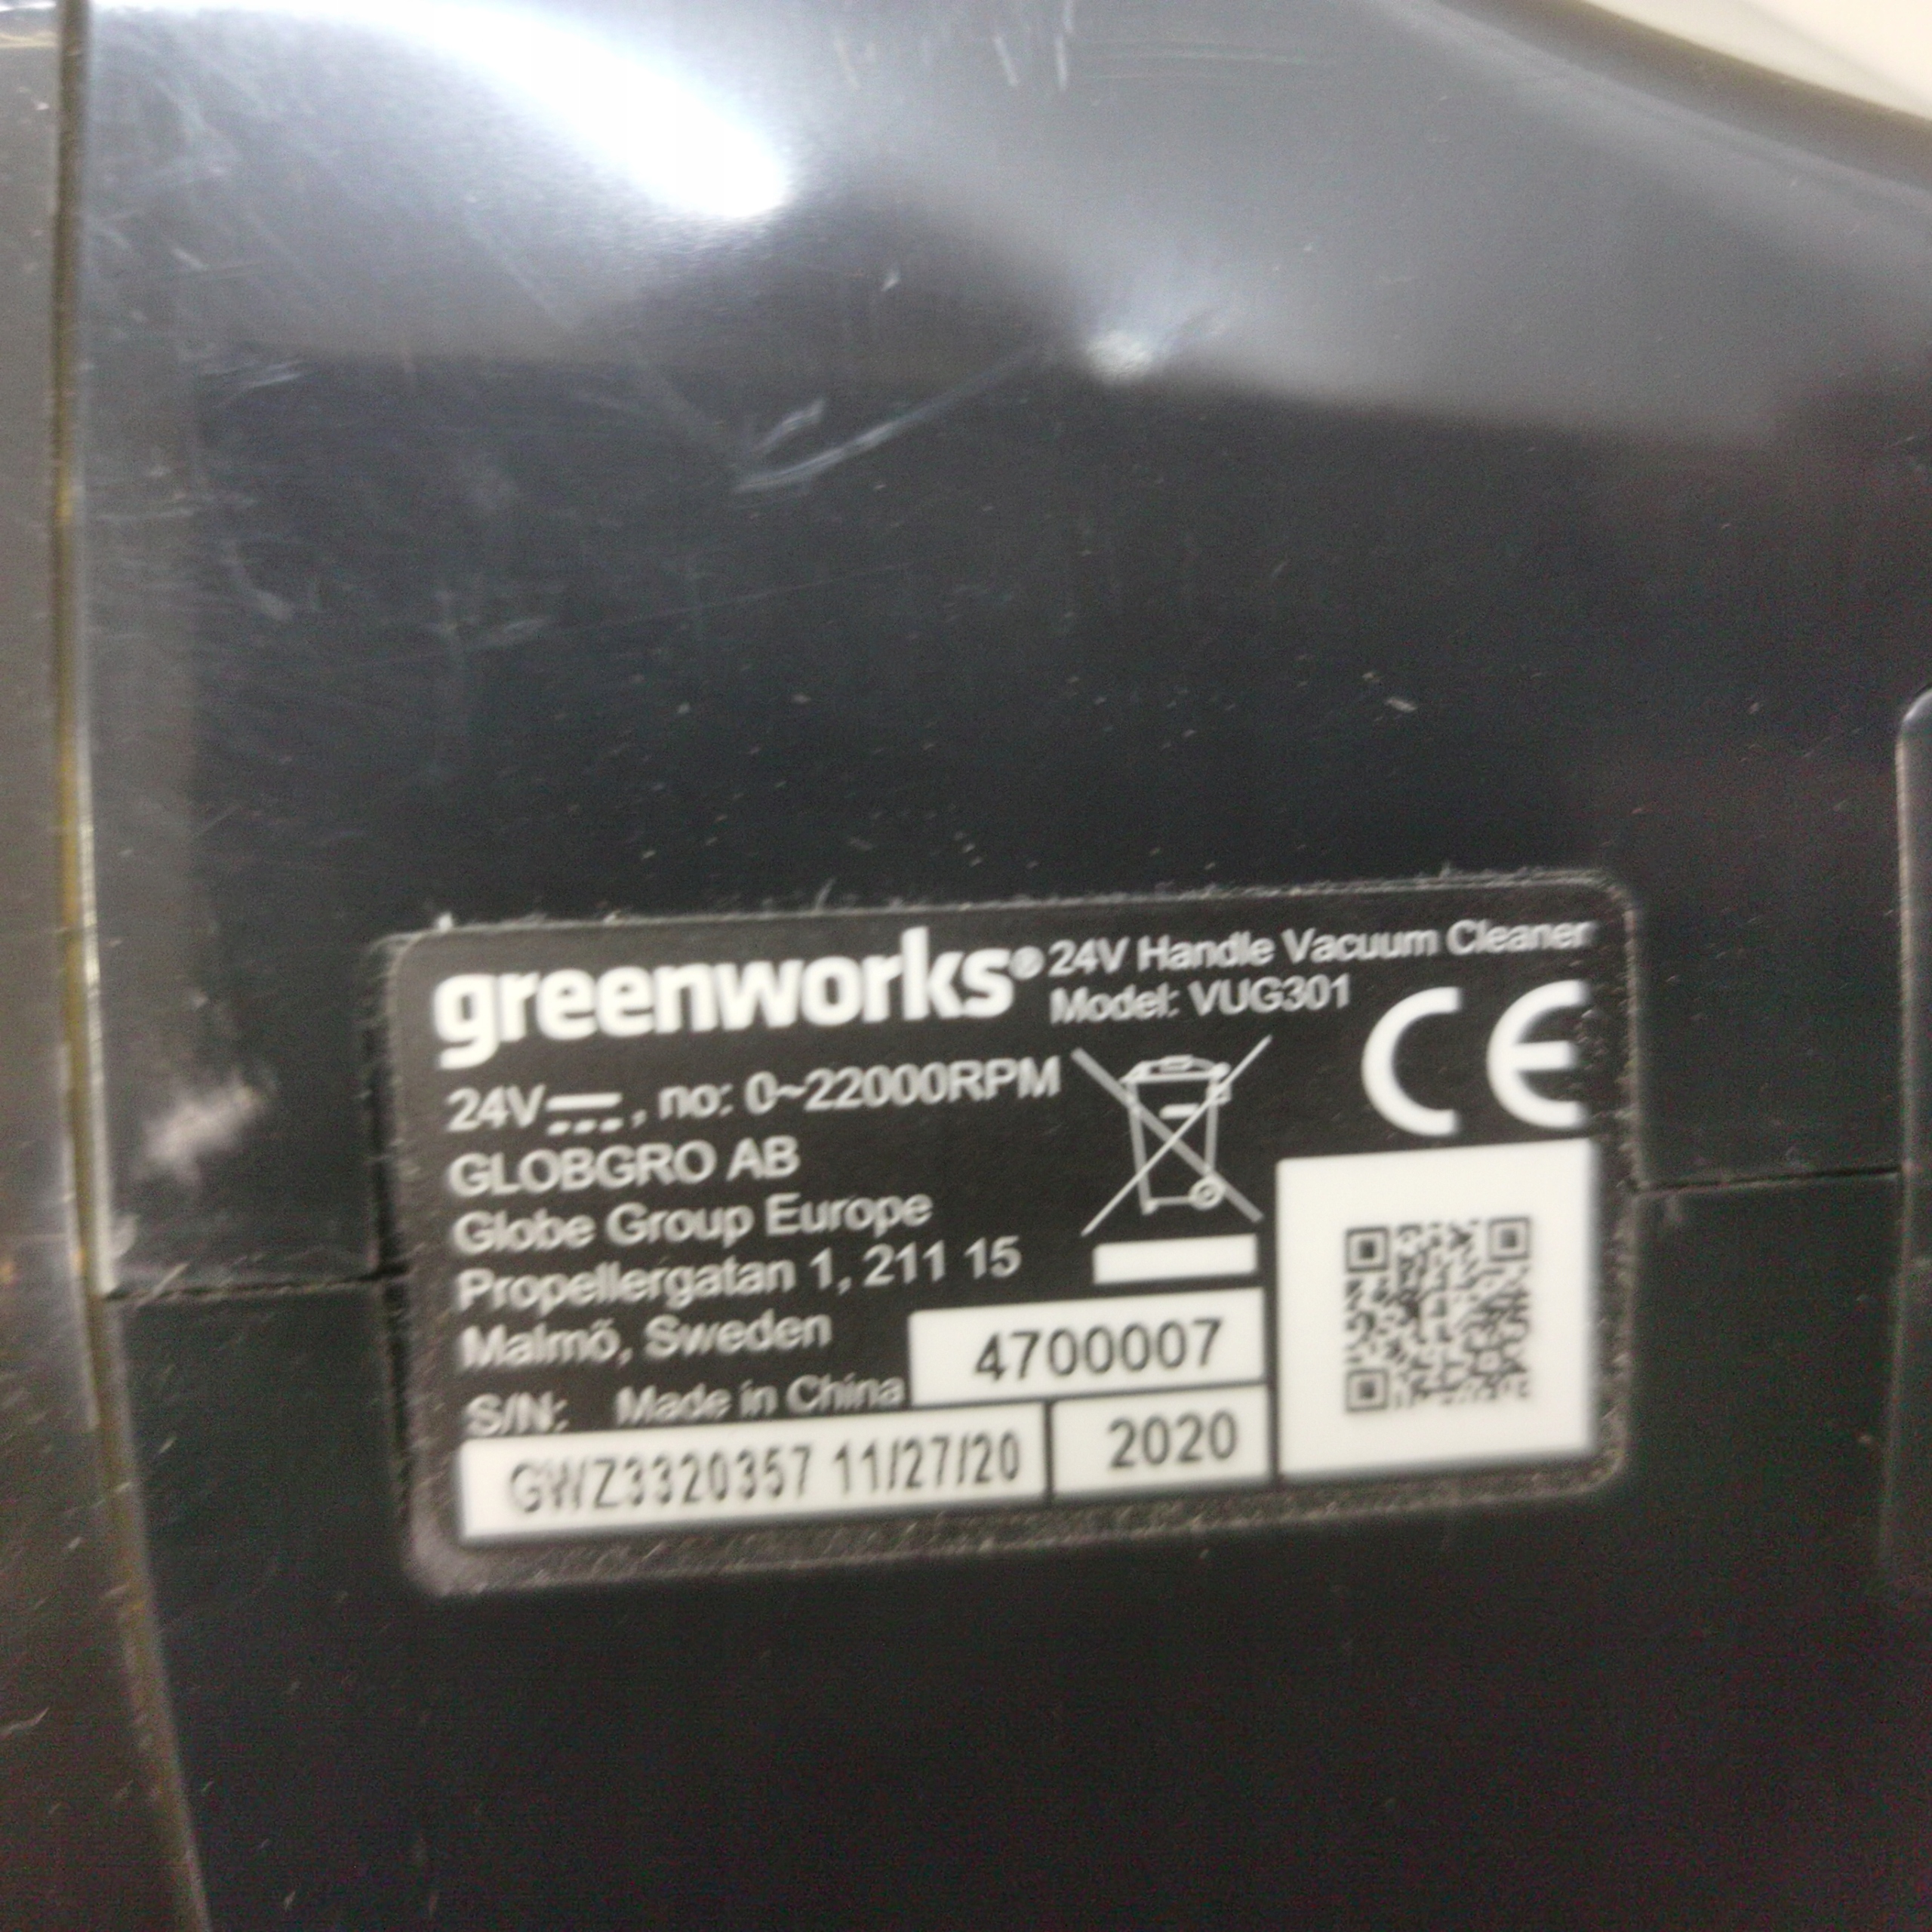 greenworks® 24V Handle Vacuum Cleaner
Model: VUG301
CE
24V⎓, no: 0~22000RPM
GLOBGRO AB
Globe Group Europe
Propellergatan 1, 211 15
Malmö, Sweden
4700007
S/N: Made in China
GWZ3320357 11/27/20
2020